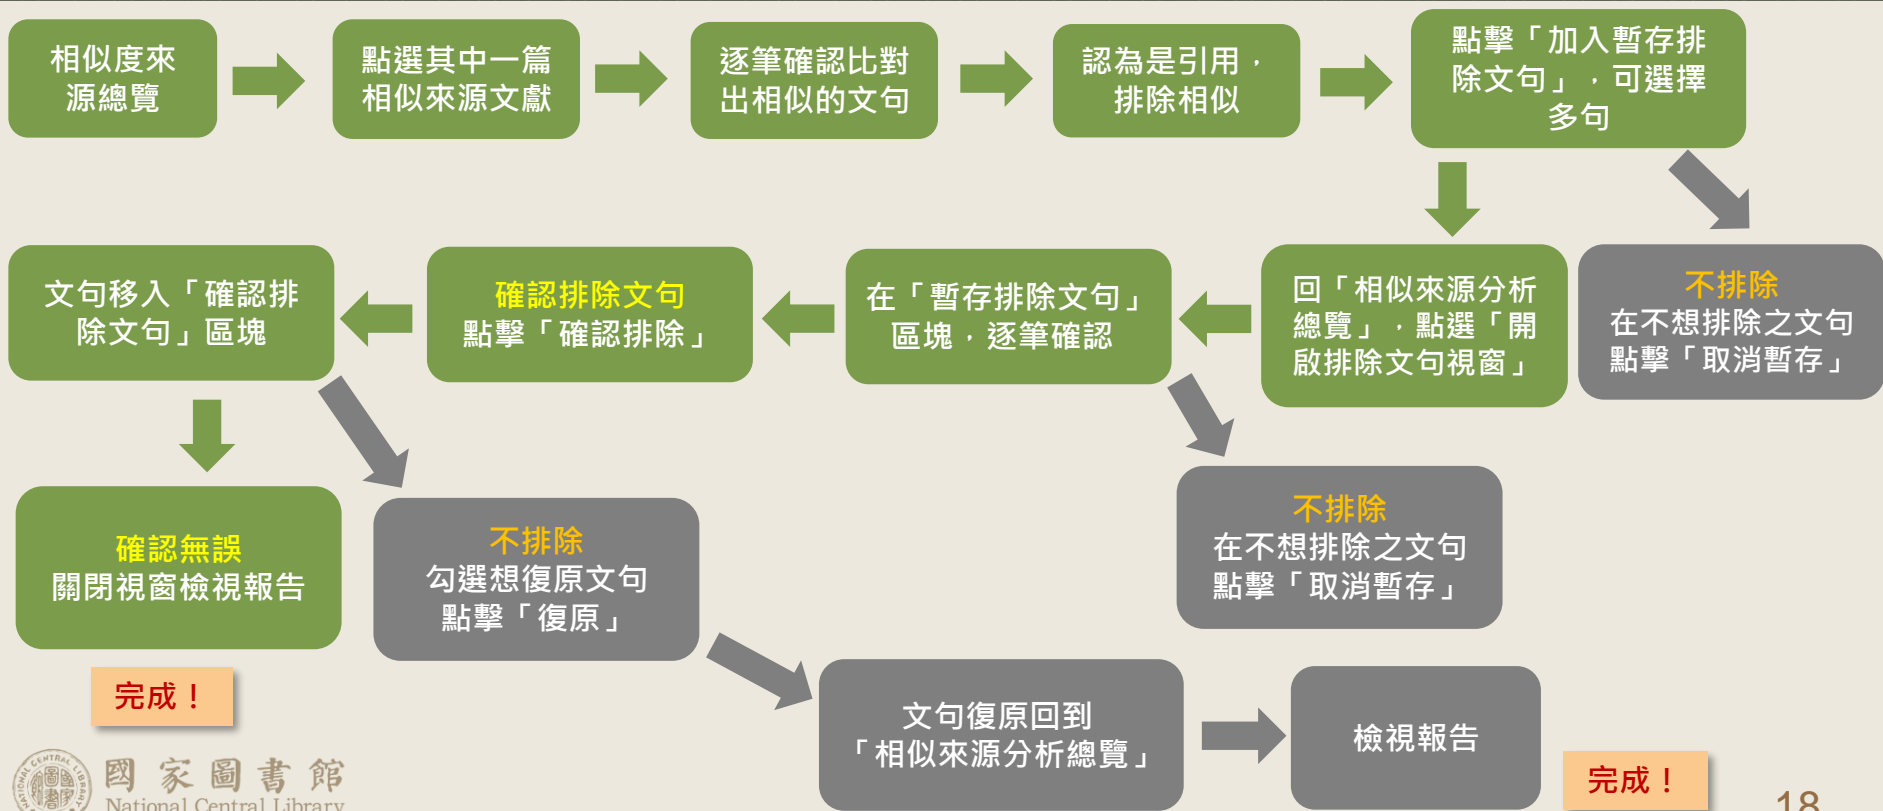 相似度來
源總覽
點選其中一篇
相似來源文獻
逐筆確認比對
出相似的文句
認為是引用，
排除相似
點擊「加入暫存排
除文句」，可選擇
多句
文句移入「確認排
除文句」區塊
確認排除文句
點擊「確認排除」
在「暫存排除文句」
區塊，逐筆確認
回「相似來源分析
總覽」，點選「開
啟排除文句視窗」
不排除
在不想排除之文句
點擊「取消暫存」
確認無誤
關閉視窗檢視報告
不排除
勾選想復原文句
點擊「復原」
不排除
在不想排除之文句
點擊「取消暫存」
完成！
文句復原回到
「相似來源分析總覽」
檢視報告
完成！
國家圖書館
National Central Library
18